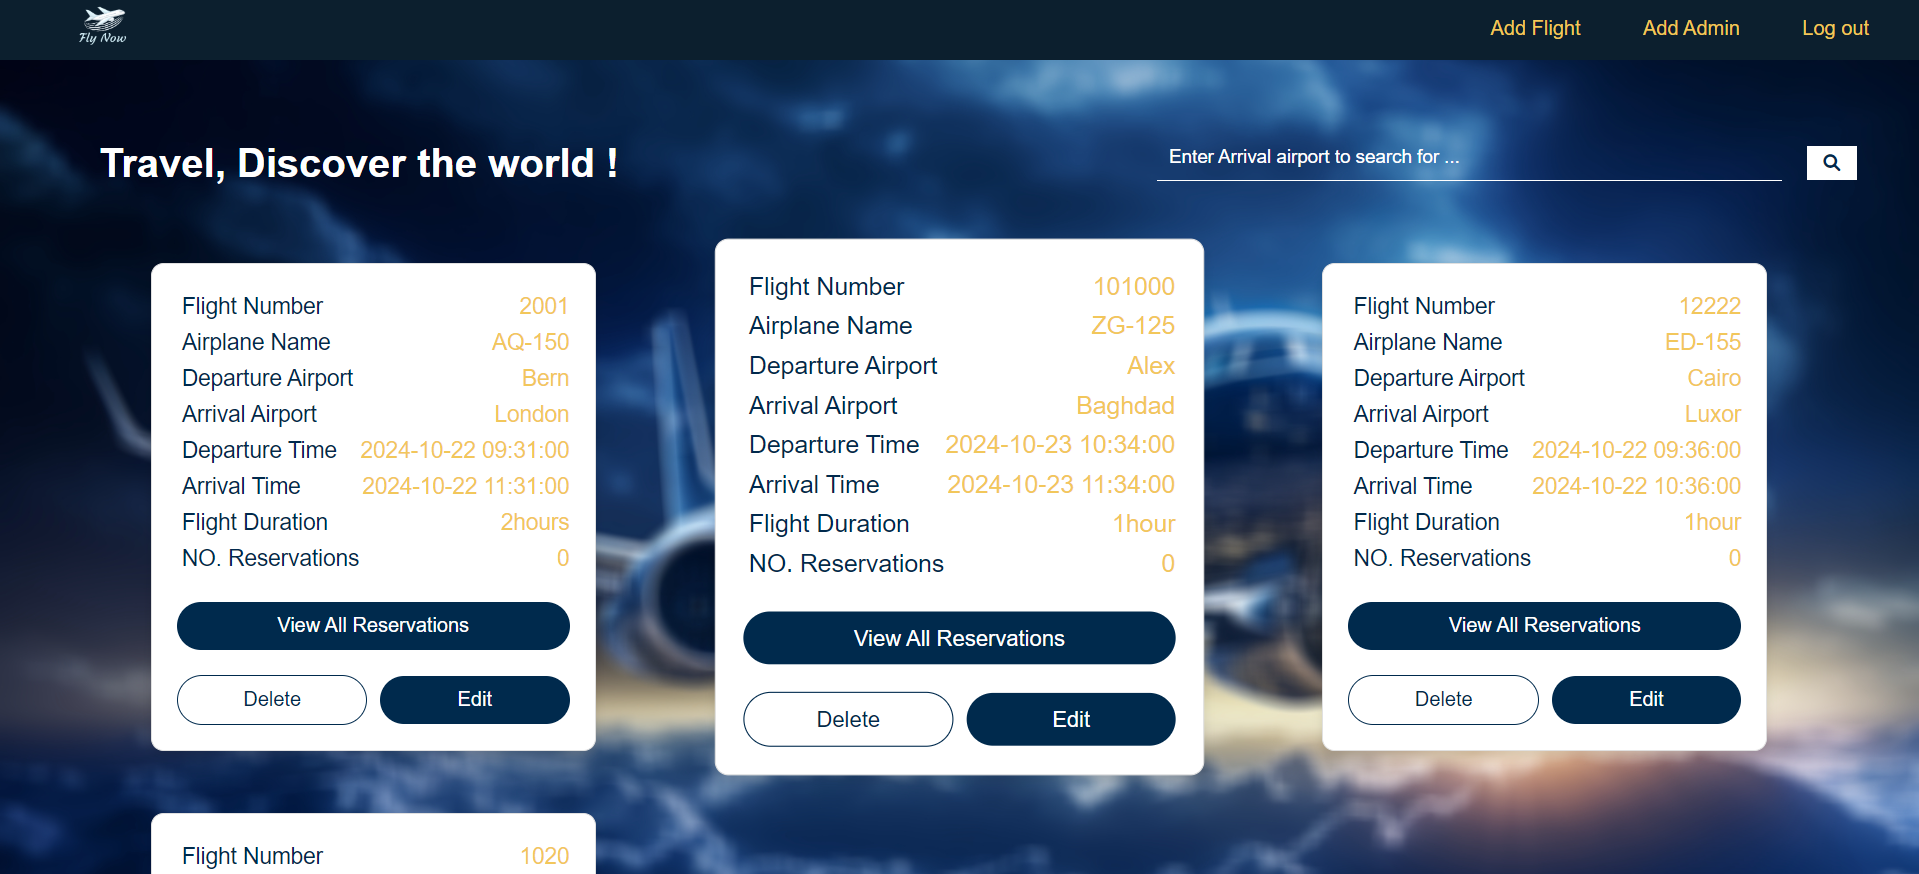 Fly Now
Add Flight
Add Admin
Log out
Travel, Discover the world !
Enter Arrival airport to search for ...
Flight Number 2001
Airplane Name AQ-150
Departure Airport Bern
Arrival Airport London
Departure Time 2024-10-22 09:31:00
Arrival Time 2024-10-22 11:31:00
Flight Duration 2hours
NO. Reservations 0
View All Reservations
Delete
Edit
Flight Number 101000
Airplane Name ZG-125
Departure Airport Alex
Arrival Airport Baghdad
Departure Time 2024-10-23 10:34:00
Arrival Time 2024-10-23 11:34:00
Flight Duration 1hour
NO. Reservations 0
View All Reservations
Delete
Edit
Flight Number 12222
Airplane Name ED-155
Departure Airport Cairo
Arrival Airport Luxor
Departure Time 2024-10-22 09:36:00
Arrival Time 2024-10-22 10:36:00
Flight Duration 1hour
NO. Reservations 0
View All Reservations
Delete
Edit
Flight Number 1020